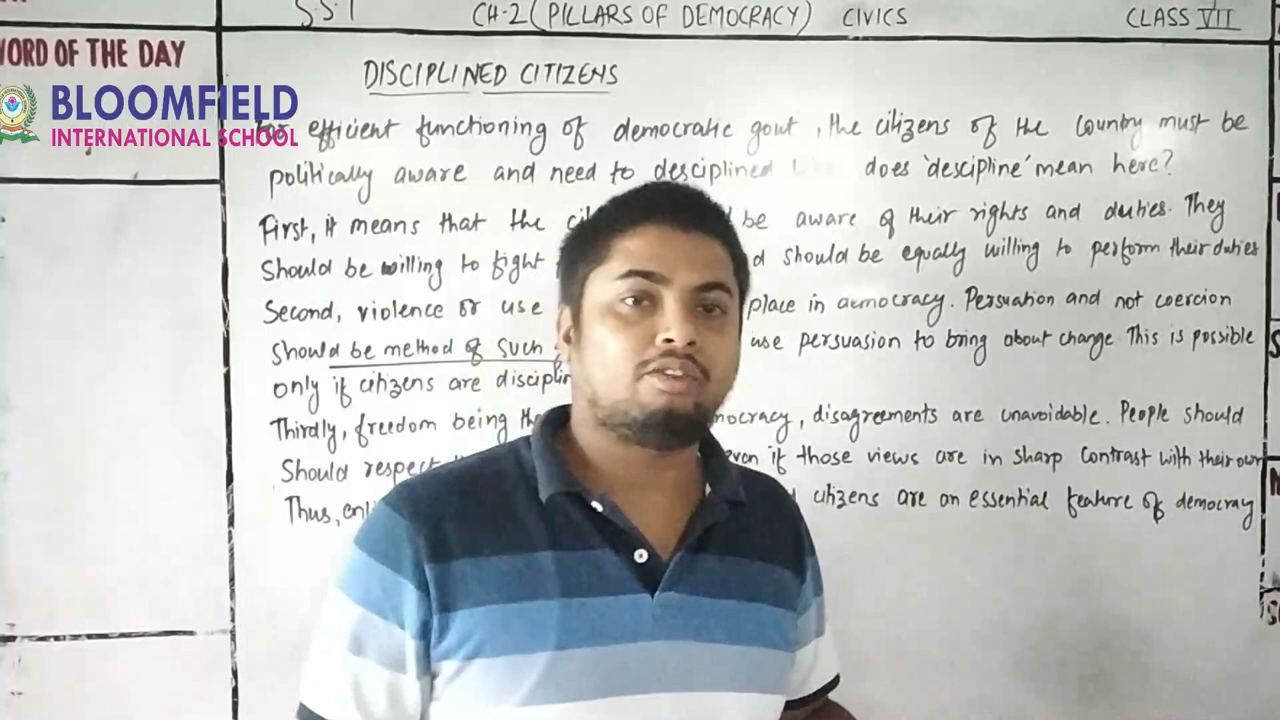 S.S.T CH-2 (PILLARS OF DEMOCRACY) CIVICS CLASS VII
WORD OF THE DAY
BLOOMFIELD
INTERNATIONAL SCHOOL
DISCIPLINED CITIZENS
efficient functioning of democratic govt, the citizens of the country must be
politically aware and need to desciplined does 'descipline' mean here?
First, it means that the be aware of their rights and duties. They
should be willing to fight should be equally willing to perform their duties
Second, violence or use place in democracy. Persuation and not coercion
should be method of such use persuasion to bring about change. This is possible
only if citizens are
Thirdly, freedom being disagreements are unavoidable. People should
Should respect even if those views are in sharp contrast with their own
Thus, citizens are an essential feature of democray